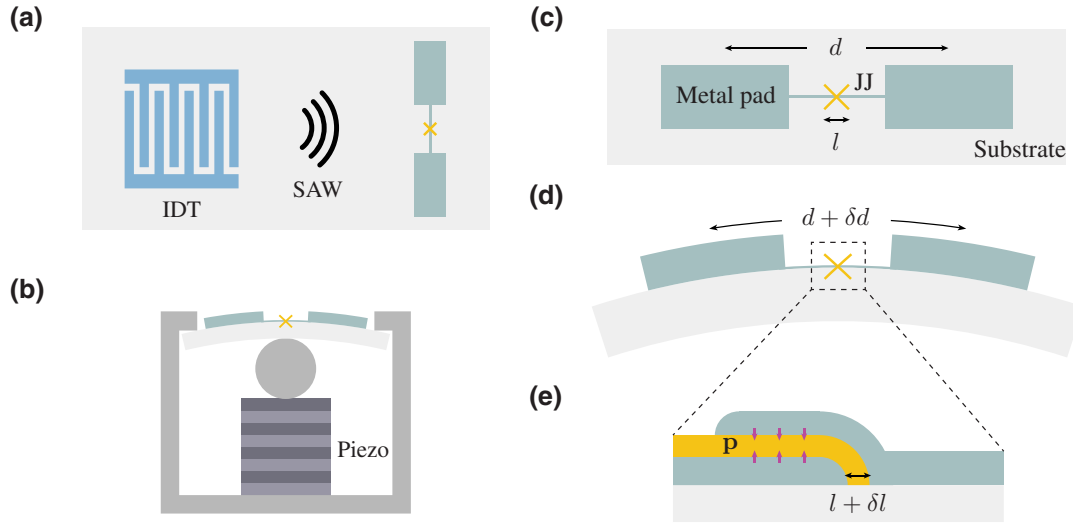 (a)
IDT
SAW
(b)
Piezo
(c)
d
Metal pad
JJ
l
Substrate
(d)
d + δd
(e)
p
l + δl